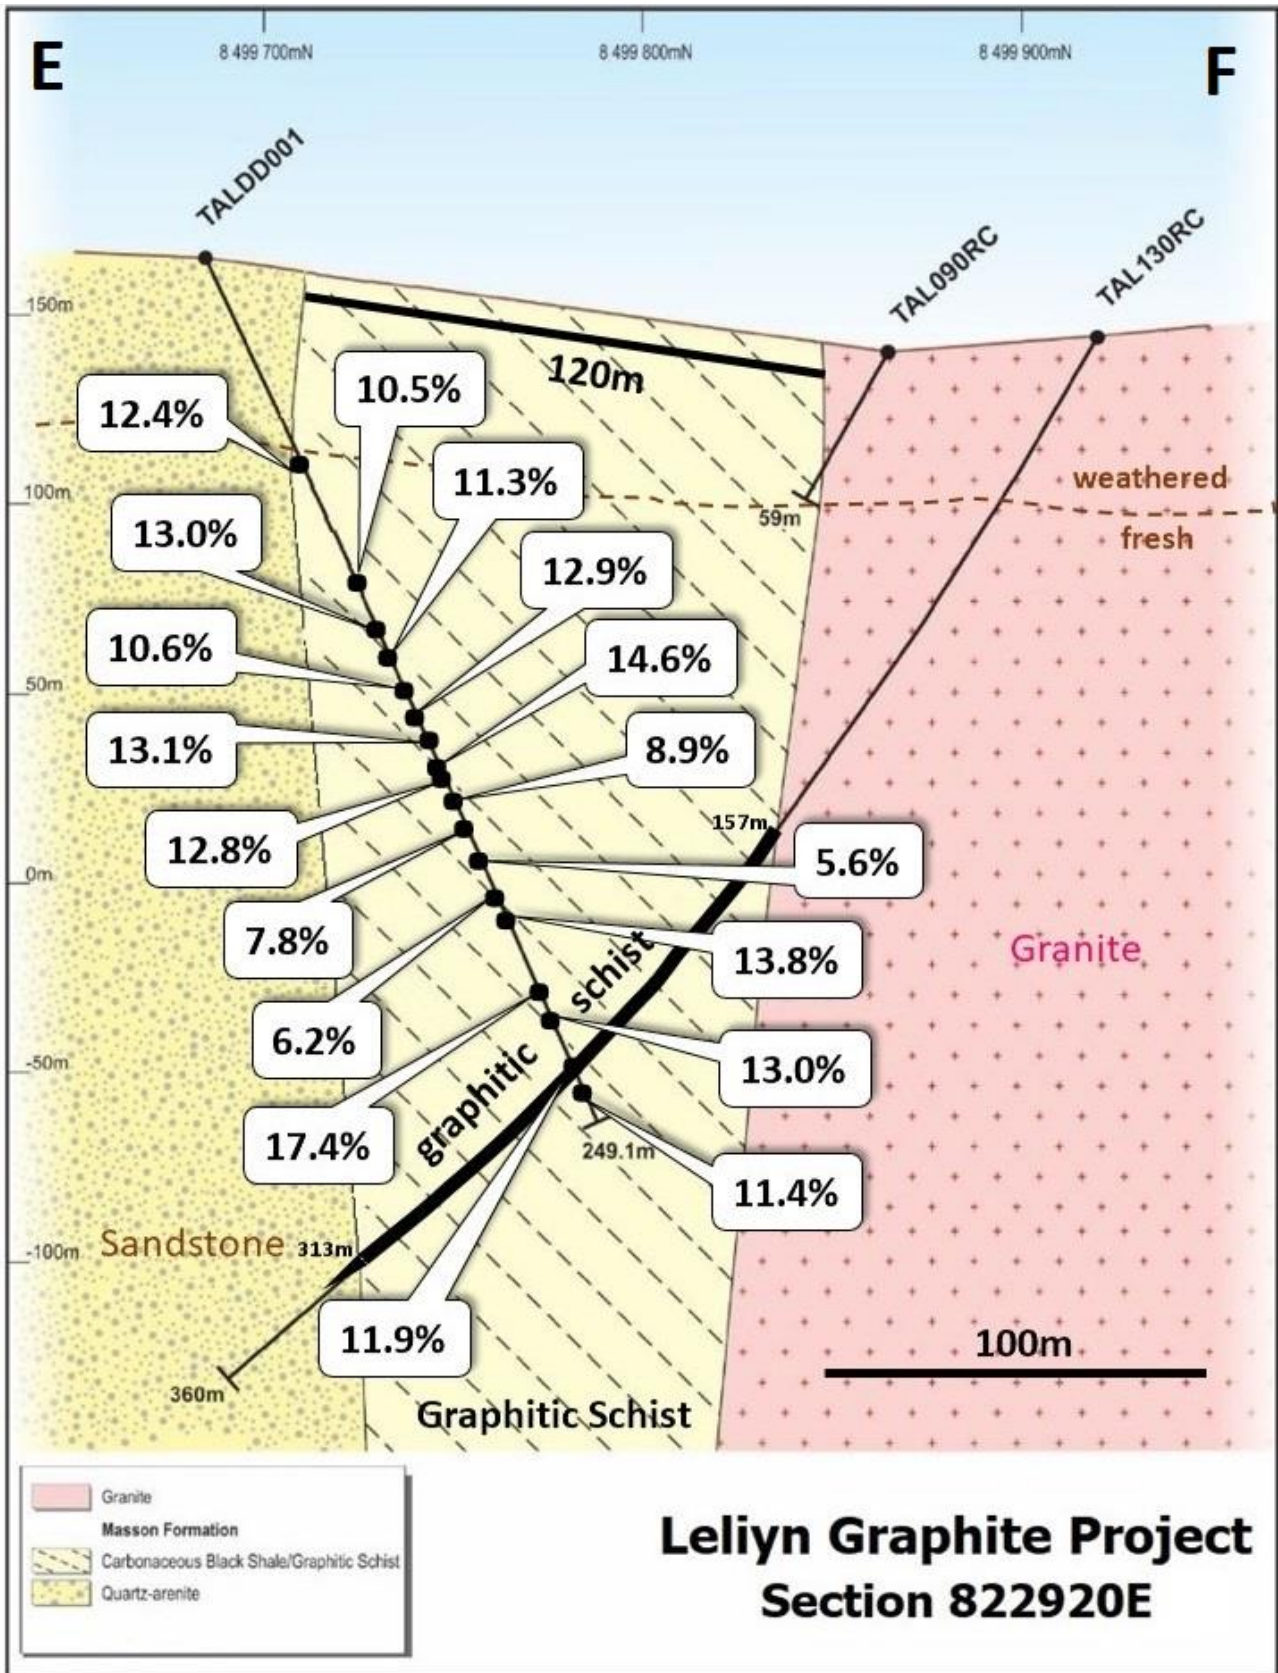 E
8 499 700mN
8 499 800mN
8 499 900mN
F
TALDD001
TAL090RC
TAL130RC
150m
120m
10.5%
12.4%
11.3%
weathered
100m
59m
13.0%
fresh
12.9%
10.6%
14.6%
50m
13.1%
8.9%
157m
12.8%
5.6%
0m
7.8%
schist
13.8%
Granite
6.2%
graphitic
13.0%
-50m
17.4%
249.1m
11.4%
Sandstone
313m
-100m
11.9%
100m
360m
Graphitic Schist
Granite
Masson Formation
Carbonaceous Black Shale/Graphitic Schist
Quartz-arenite
Leliyn Graphite Project
Section 822920E